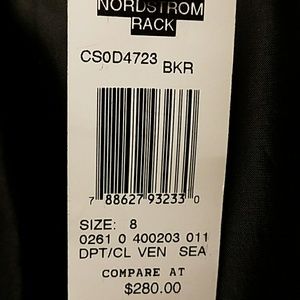 NORDSTROM
RACK
CS0D4723 BKR
7 88627 93233 0
SIZE: 8
0261 0 400203 011
DPT/CL VEN SEA
COMPARE AT
$280.00